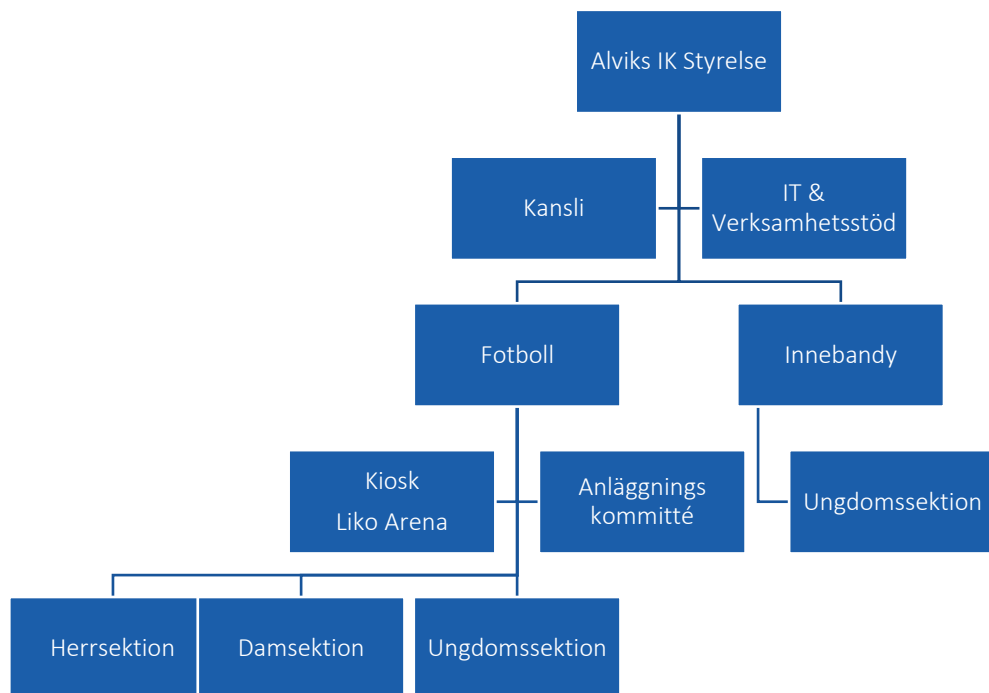 Alviks IK Styrelse
Kansli
IT &
Verksamhetsstöd
Fotboll
Innebandy
Kiosk
Liko Arena
Anläggnings
kommitté
Ungdomssektion
Herrsektion
Damsektion
Ungdomssektion